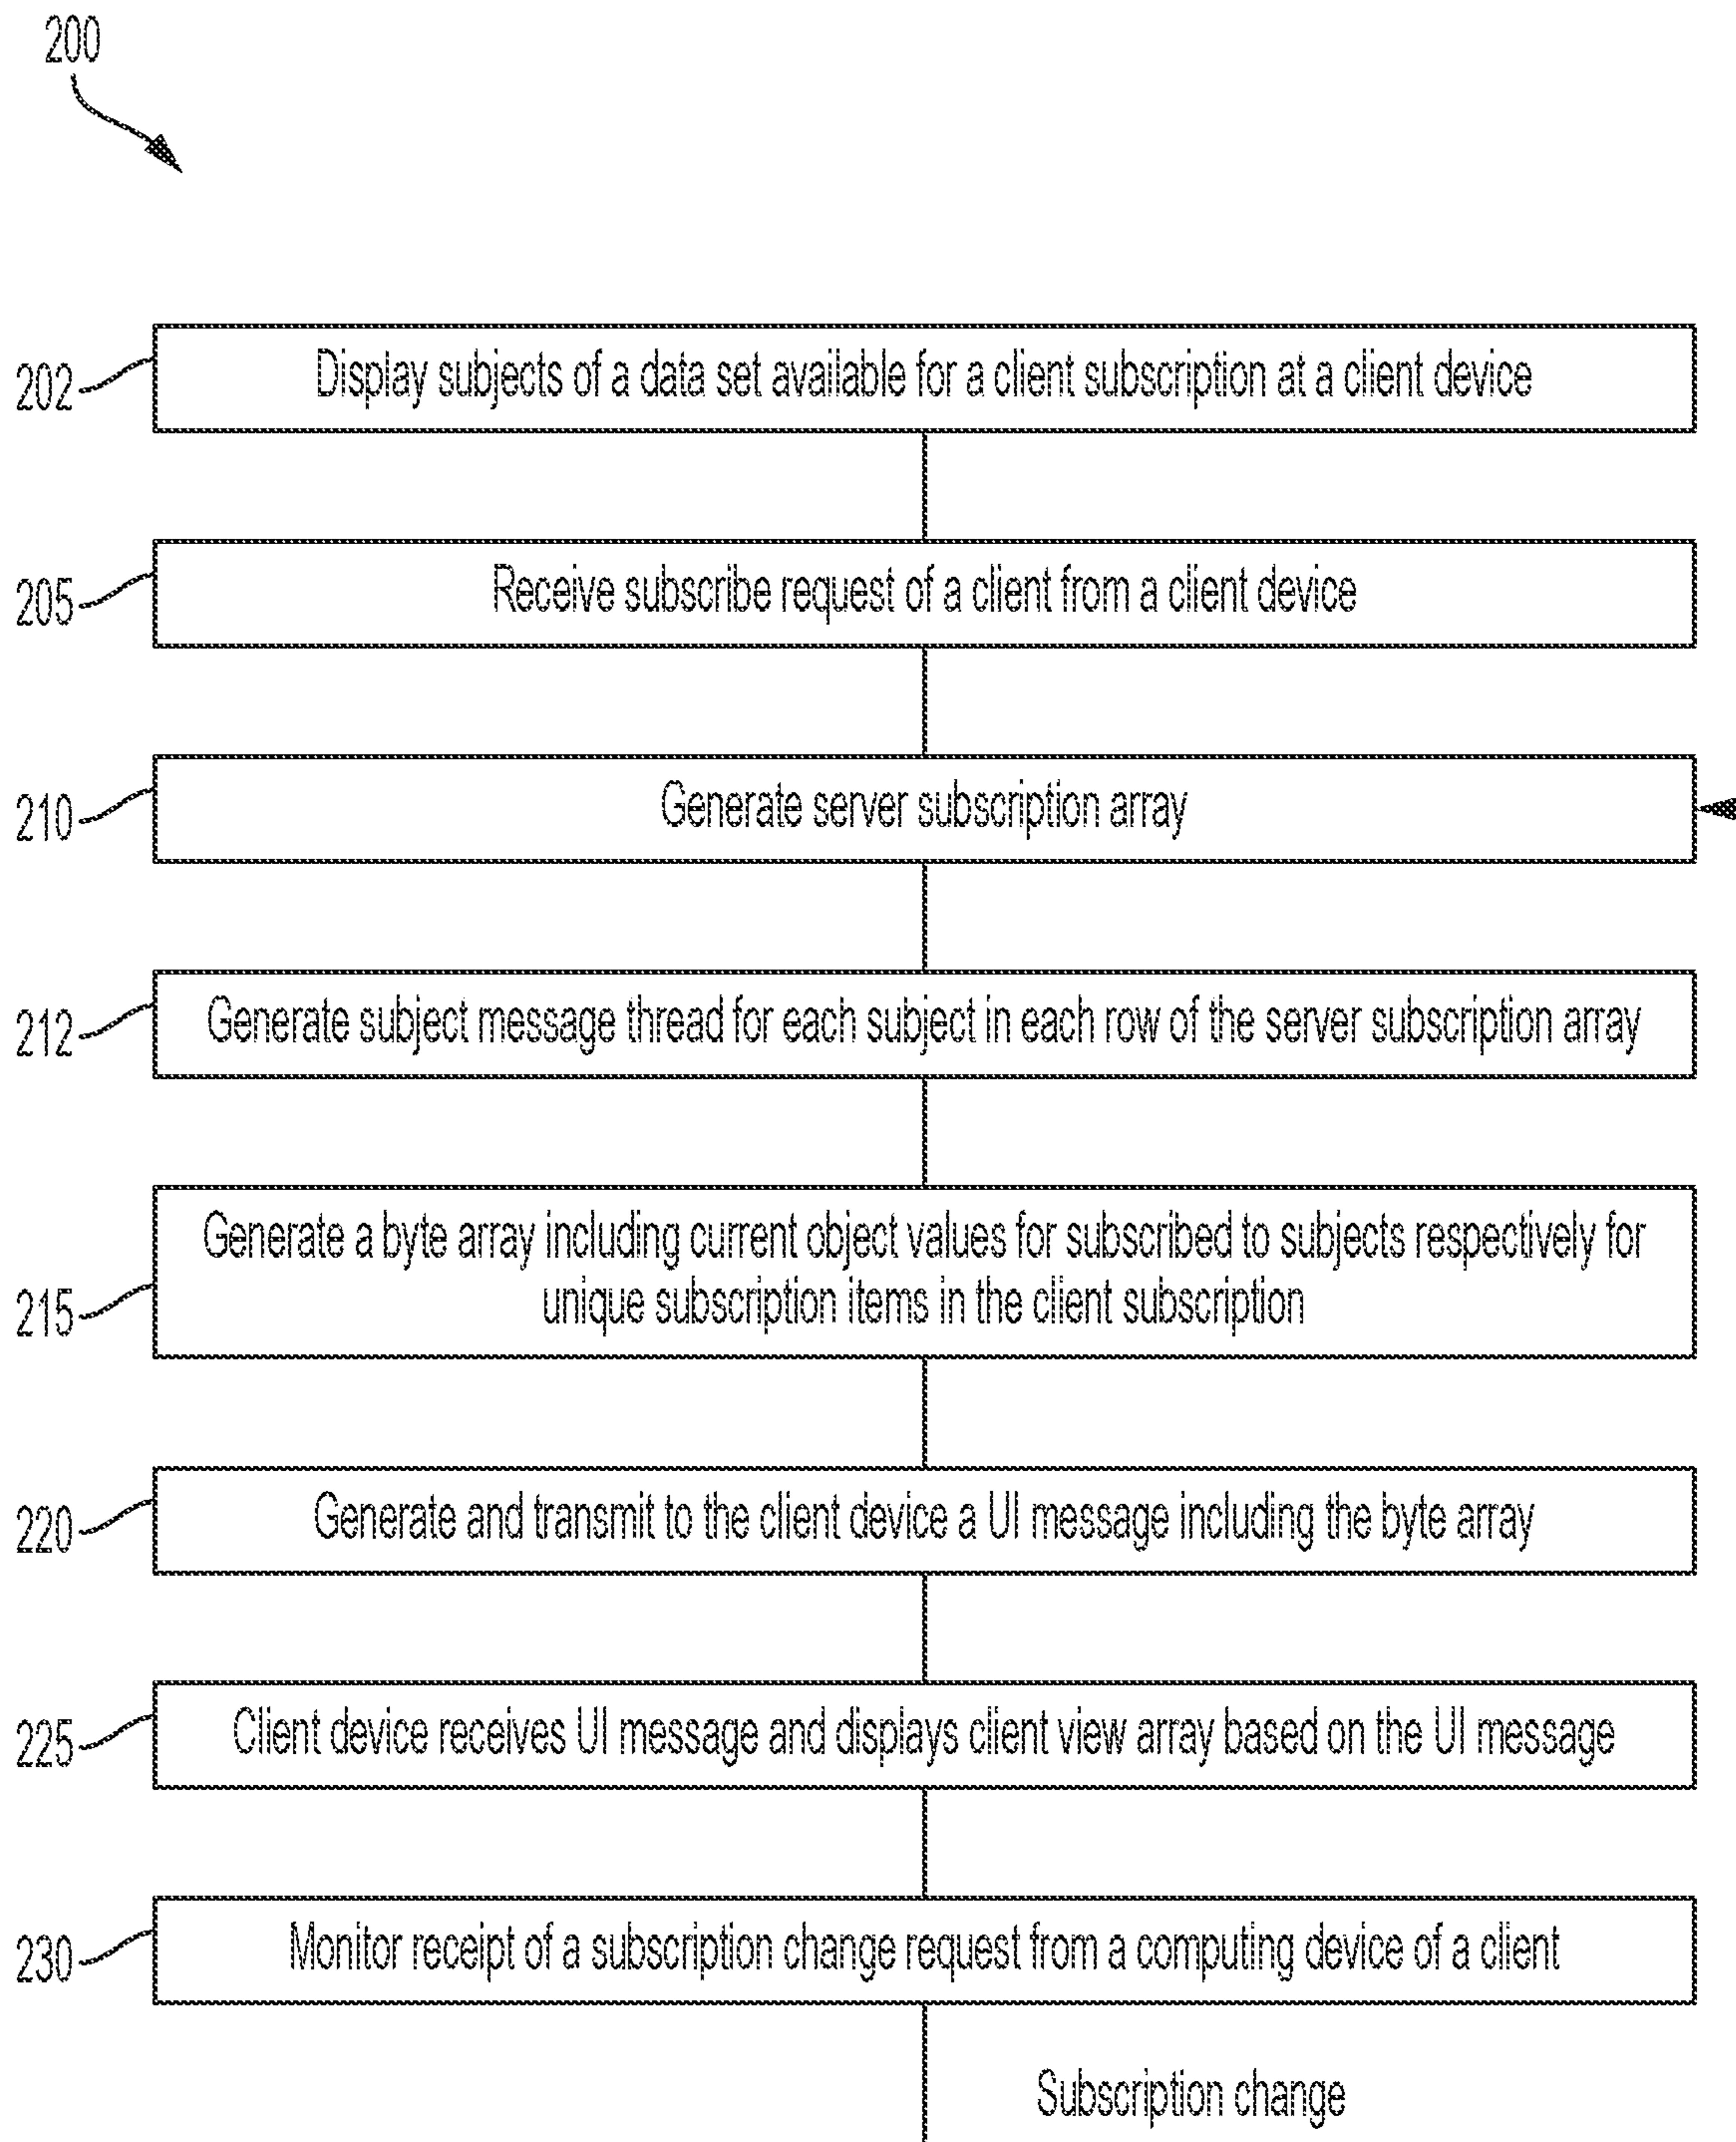 200
202
Display subjects of a data set available for a client subscription at a client device
205
Receive subscribe request of a client from a client device
210
Generate server subscription array
212
Generate subject message thread for each subject in each row of the server subscription array
215
Generate a byte array including current object values for subscribed to subjects respectively for
unique subscription items in the client subscription
220
Generate and transmit to the client device a UI message including the byte array
225
Client device receives UI message and displays client view array based on the UI message
230
Monitor receipt of a subscription change request from a computing device of a client
Subscription change